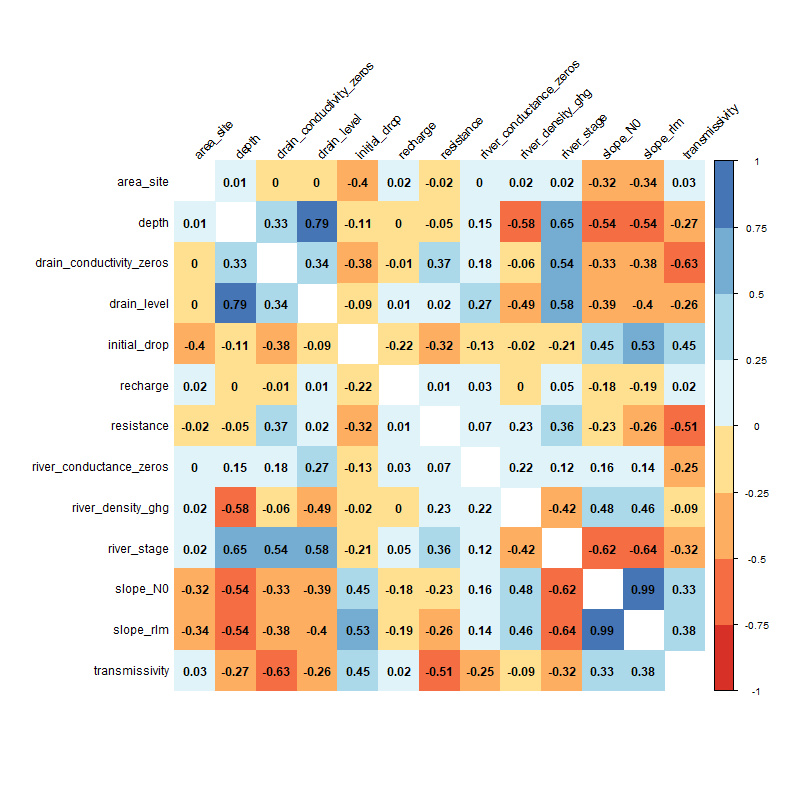 area_site depth drain_conductivity_zeros drain_level initial_drop recharge resistance river_conductance_zeros river_density_ghg river_stage slope_N0 slope_rlm transmissivity
area_site 0.01 0 0 -0.4 0.02 -0.02 0 0.02 0.02 -0.32 -0.34 0.03
depth 0.01 0.33 0.79 -0.11 0 -0.05 0.15 -0.58 0.65 -0.54 -0.54 -0.27
drain_conductivity_zeros 0 0.33 0.34 -0.38 -0.01 0.37 0.18 -0.06 0.54 -0.33 -0.38 -0.63
drain_level 0 0.79 0.34 -0.09 0.01 0.02 0.27 -0.49 0.58 -0.39 -0.4 -0.26
initial_drop -0.4 -0.11 -0.38 -0.09 -0.22 -0.32 -0.13 -0.02 -0.21 0.45 0.53 0.45
recharge 0.02 0 -0.01 0.01 -0.22 0.01 0.03 0 0.05 -0.18 -0.19 0.02
resistance -0.02 -0.05 0.37 0.02 -0.32 0.01 0.07 0.23 0.36 -0.23 -0.26 -0.51
river_conductance_zeros 0 0.15 0.18 0.27 -0.13 0.03 0.07 0.22 0.12 0.16 0.14 -0.25
river_density_ghg 0.02 -0.58 -0.06 -0.49 -0.02 0 0.23 0.22 -0.42 0.48 0.46 -0.09
river_stage 0.02 0.65 0.54 0.58 -0.21 0.05 0.36 0.12 -0.42 -0.62 -0.64 -0.32
slope_N0 -0.32 -0.54 -0.33 -0.39 0.45 -0.18 -0.23 0.16 0.48 -0.62 0.99 0.33
slope_rlm -0.34 -0.54 -0.38 -0.4 0.53 -0.19 -0.26 0.14 0.46 -0.64 0.99 0.38
transmissivity 0.03 -0.27 -0.63 -0.26 0.45 0.02 -0.51 -0.25 -0.09 -0.32 0.33 0.38
1
0.75
0.5
0.25
0
-0.25
-0.5
-0.75
-1